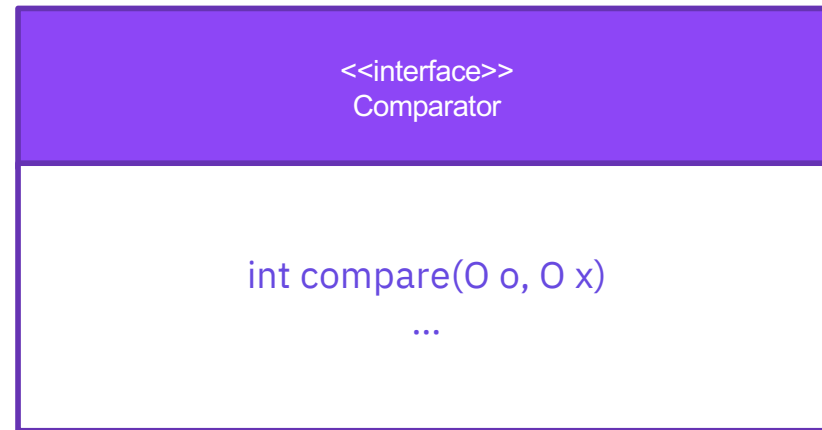 <<interface>>
Comparator
int compare(O o, O x)
...